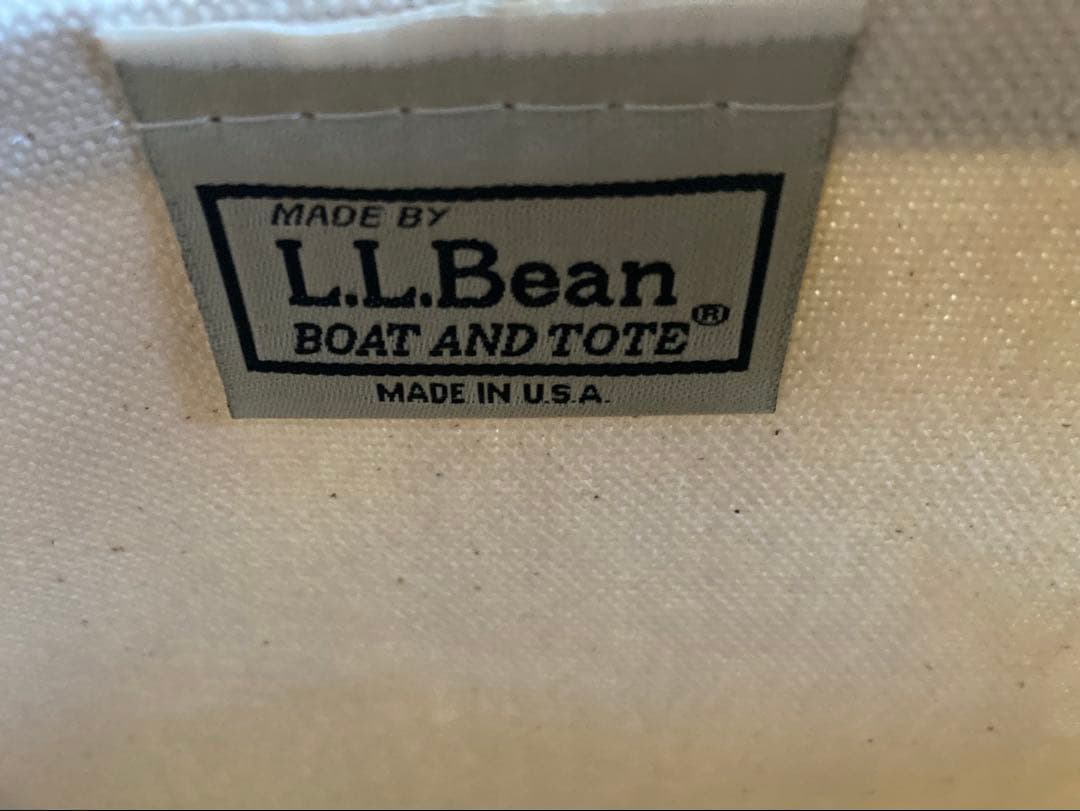 MADE BY
L.L.Bean
BOAT AND TOTE®
MADE IN U.S.A.